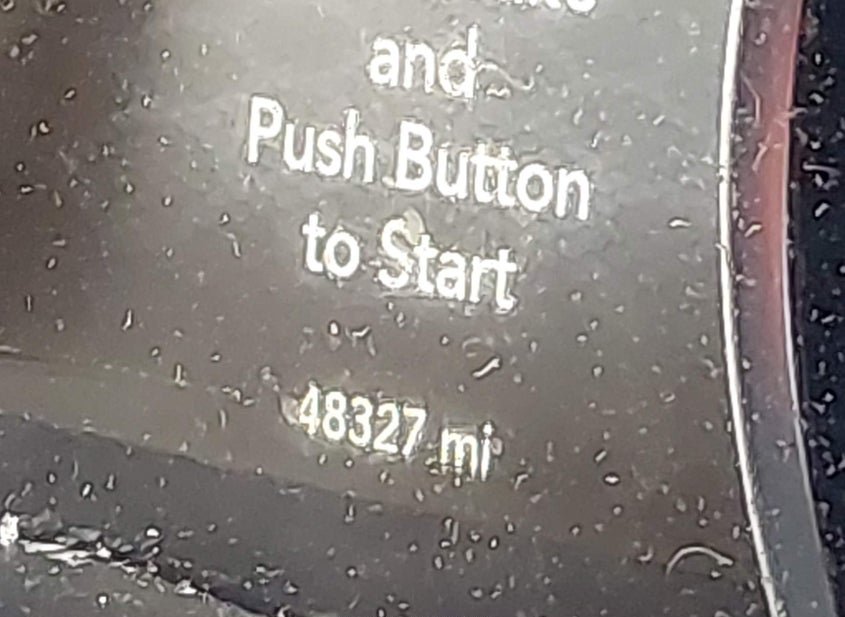 and
Push Button
to Start
48327 mi